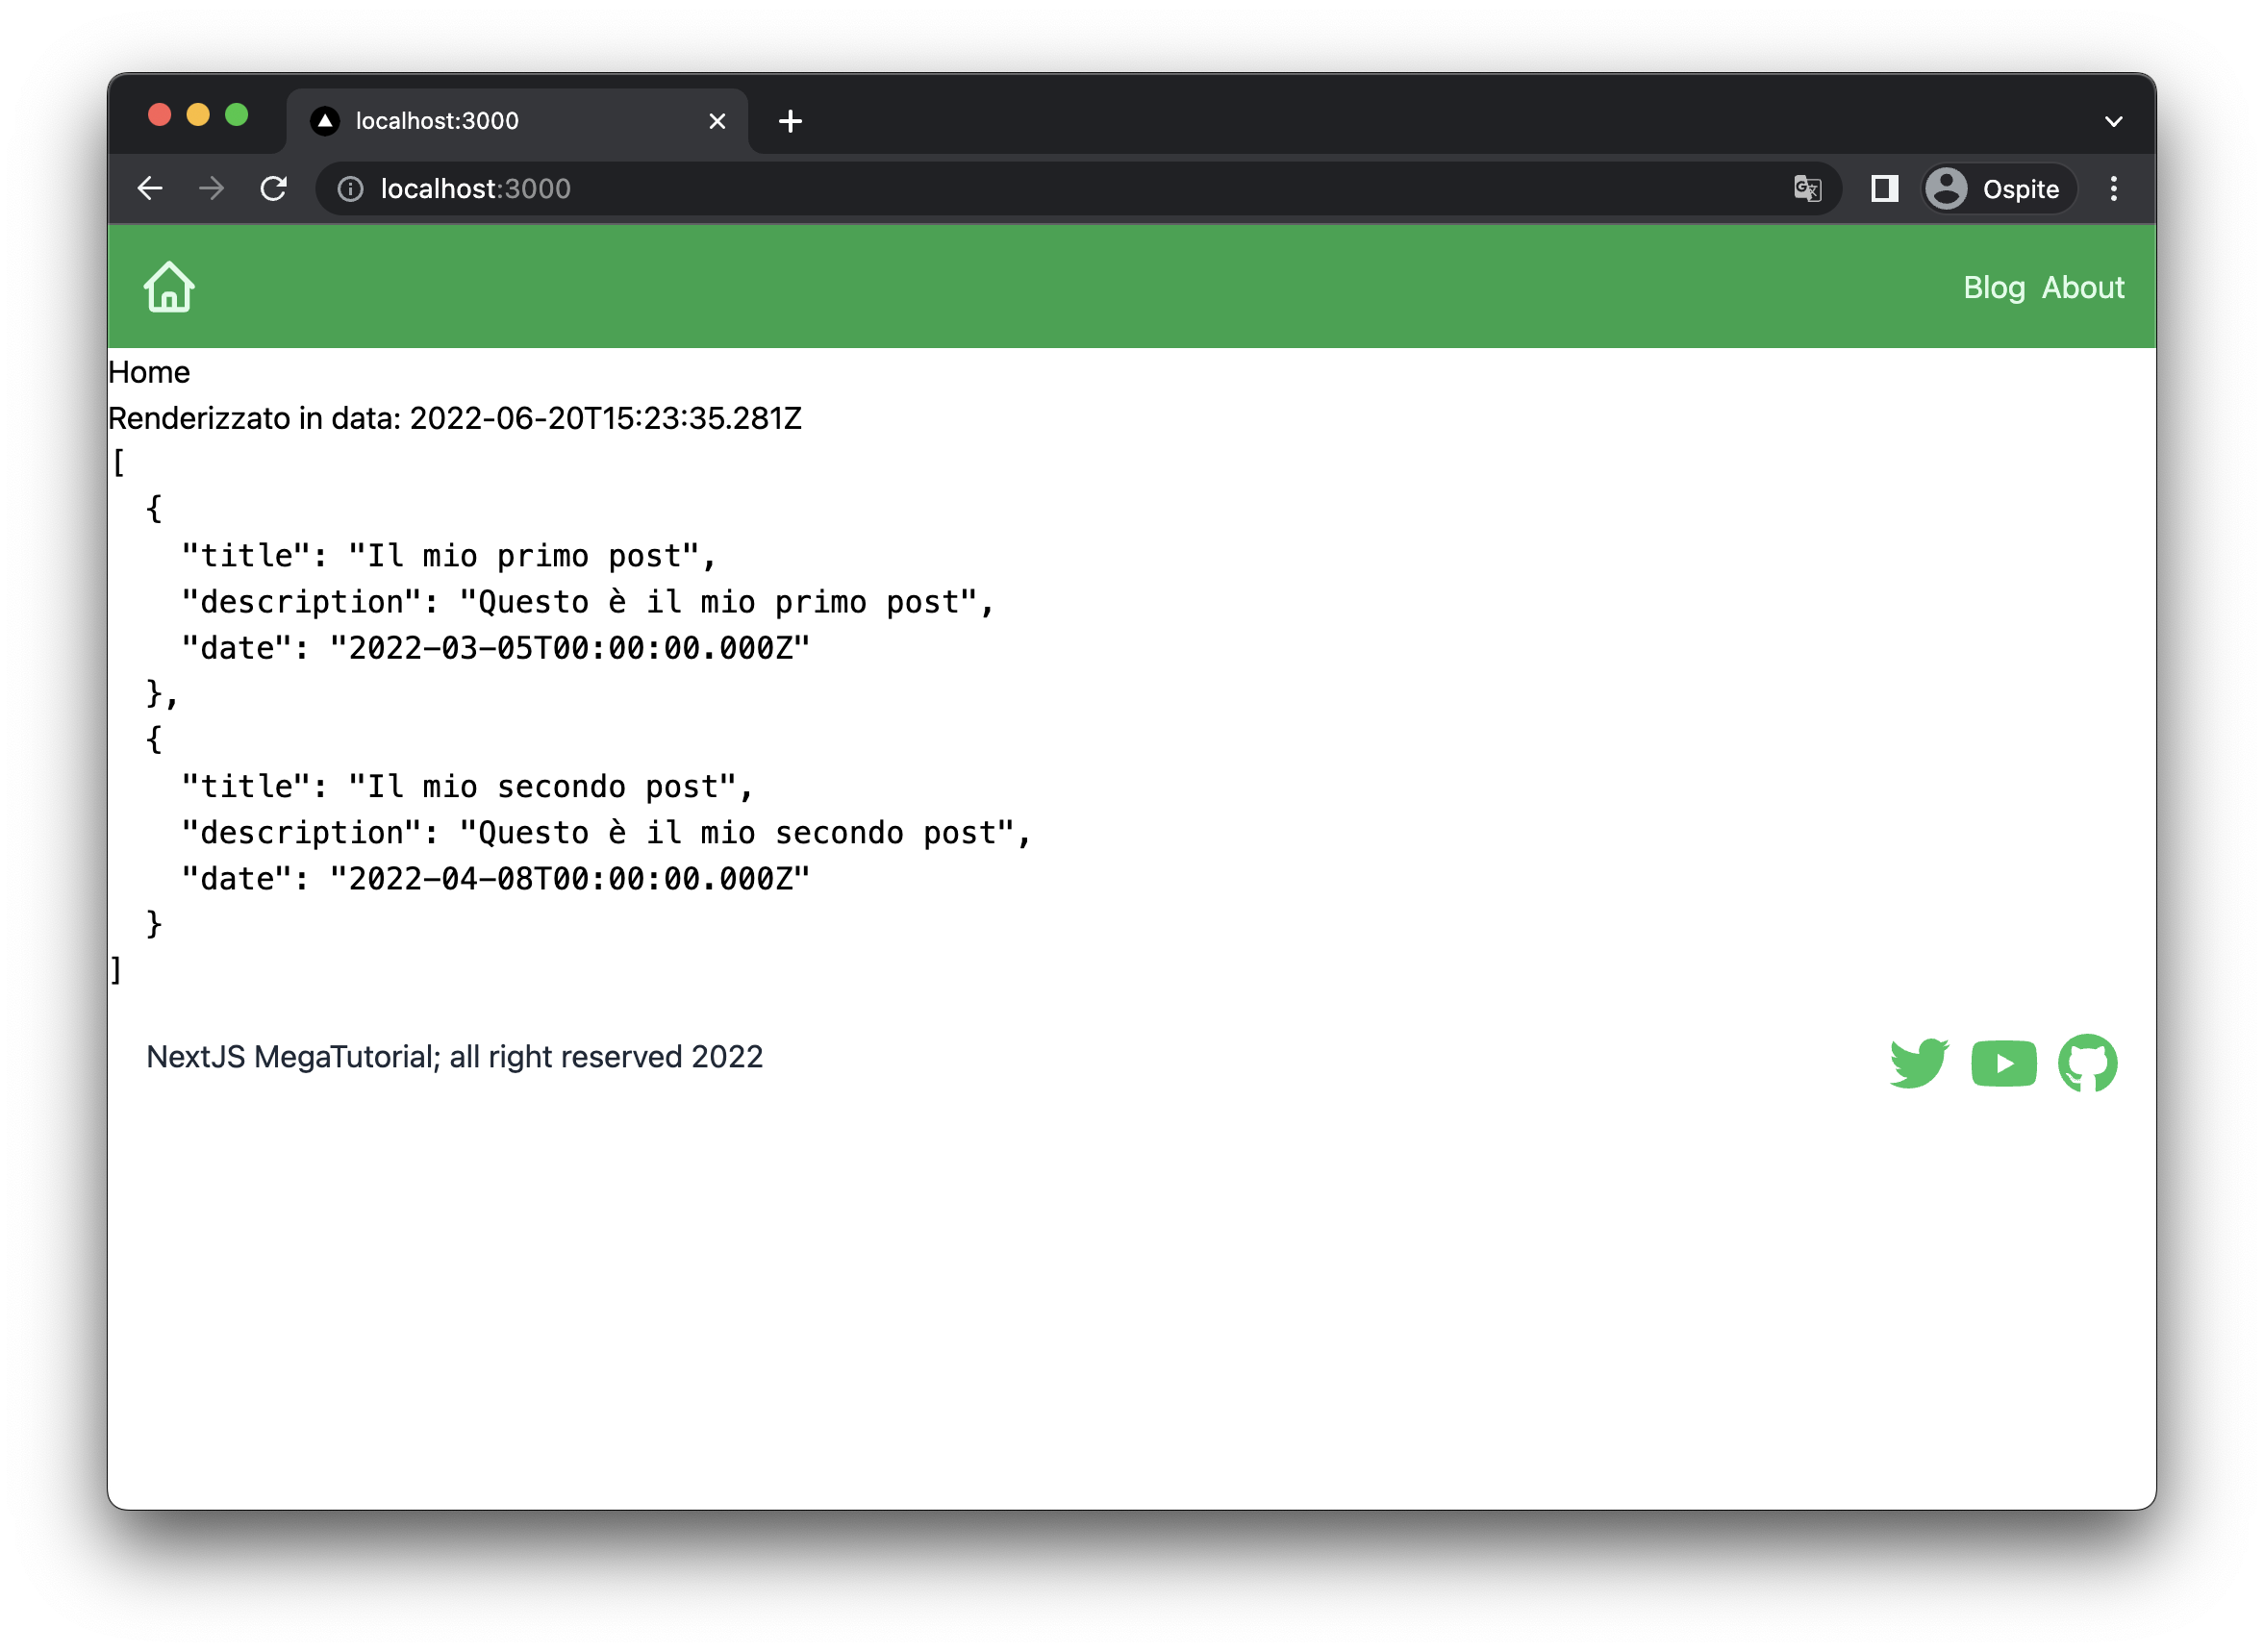 localhost:3000
localhost:3000
Ospite
Blog About
Home
Renderizzato in data: 2022-06-20T15:23:35.281Z
[
  {
    "title": "Il mio primo post",
    "description": "Questo è il mio primo post",
    "date": "2022-03-05T00:00:00.000Z"
  },
  {
    "title": "Il mio secondo post",
    "description": "Questo è il mio secondo post",
    "date": "2022-04-08T00:00:00.000Z"
  }
]
NextJS MegaTutorial; all right reserved 2022